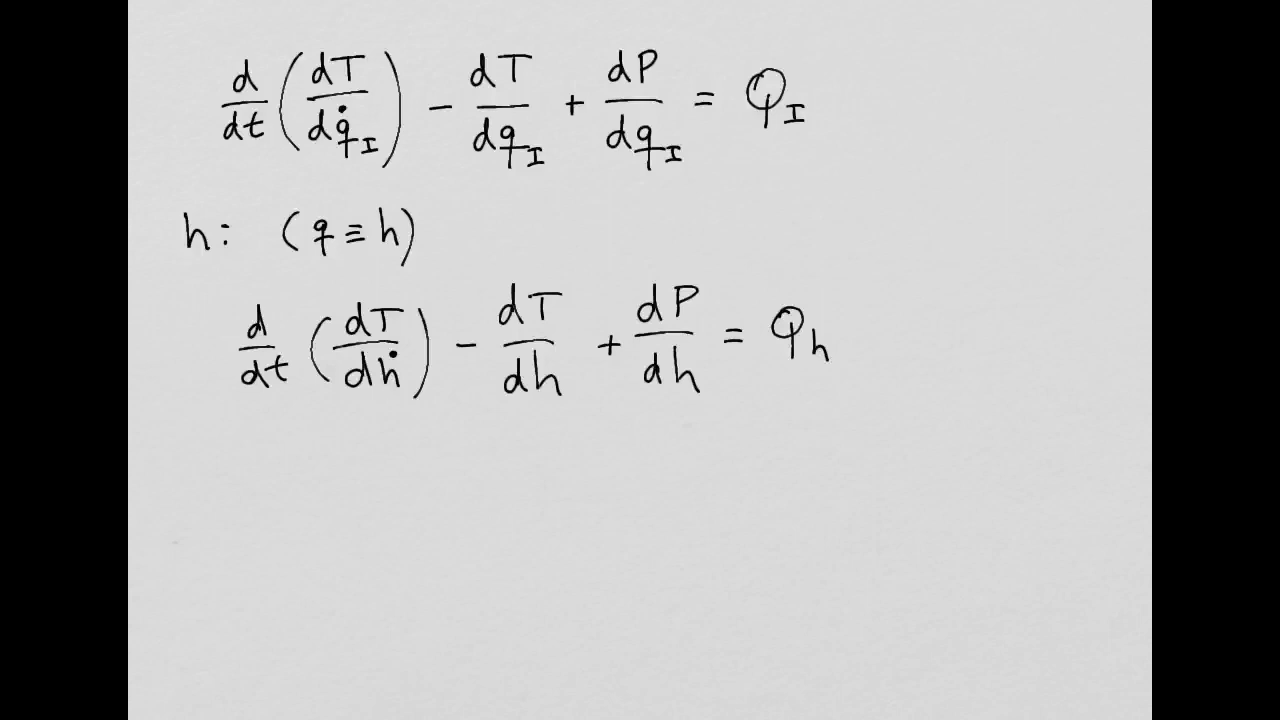 d/dt (dT/dq̇_I) - dT/dq_I + dP/dq_I = Q_I
h: (q ≡ h)
d/dt (dT/dḣ) - dT/dh + dP/dh = Q_h